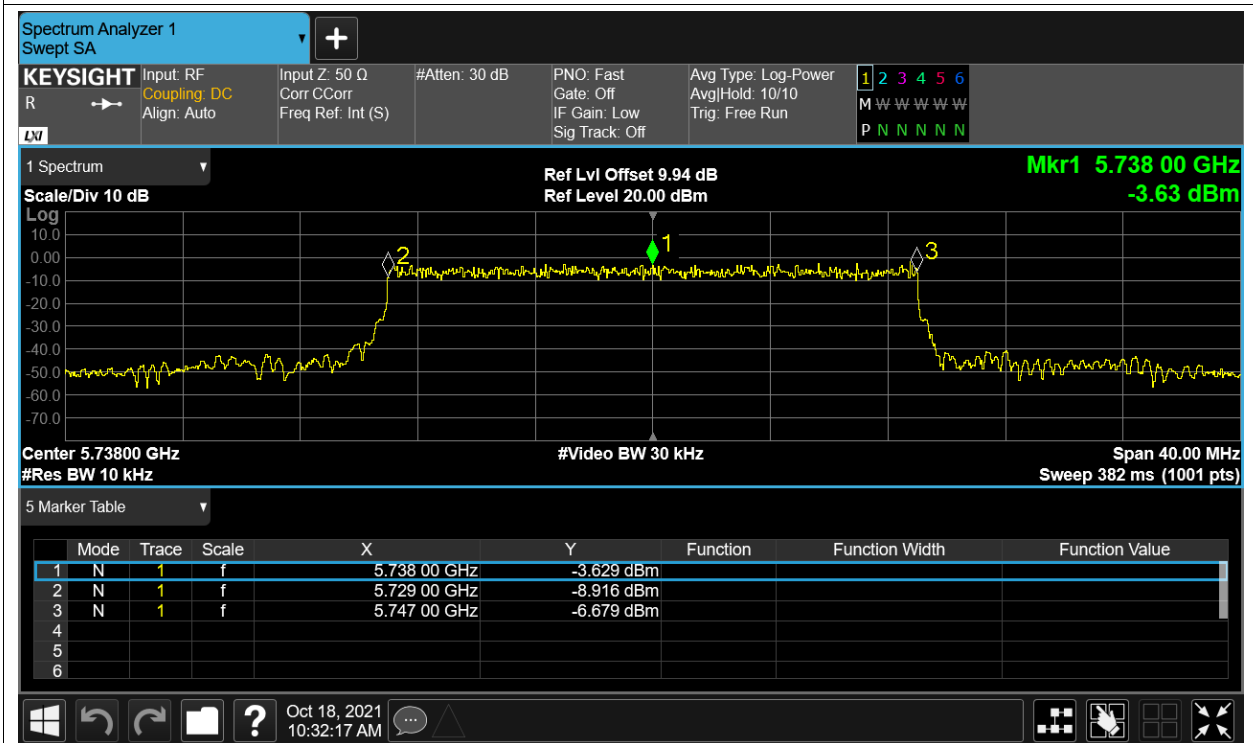 Spectrum Analyzer 1
Swept SA
KEYSIGHT
R
LXI
Input: RF
Coupling: DC
Align: Auto
Input Z: 50 Ω
Corr CCorr
Freq Ref: Int (S)
#Atten: 30 dB
PNO: Fast
Gate: Off
IF Gain: Low
Sig Track: Off
Avg Type: Log-Power
Avg|Hold: 10/10
Trig: Free Run
1 2 3 4 5 6
M W W W W W
P N N N N N
1 Spectrum
Scale/Div 10 dB
Ref Lvl Offset 9.94 dB
Ref Level 20.00 dBm
Mkr1 5.738 00 GHz
-3.63 dBm
Log
10.0
0.00
-10.0
-20.0
-30.0
-40.0
-50.0
-60.0
-70.0
2
1
3
Center 5.73800 GHz
#Res BW 10 kHz
#Video BW 30 kHz
Span 40.00 MHz
Sweep 382 ms (1001 pts)
5 Marker Table
Mode Trace Scale X Y Function Function Width Function Value
1 N 1 f 5.738 00 GHz -3.629 dBm
2 N 1 f 5.729 00 GHz -8.916 dBm
3 N 1 f 5.747 00 GHz -6.679 dBm
4
5
6
?
Oct 18, 2021
10:32:17 AM